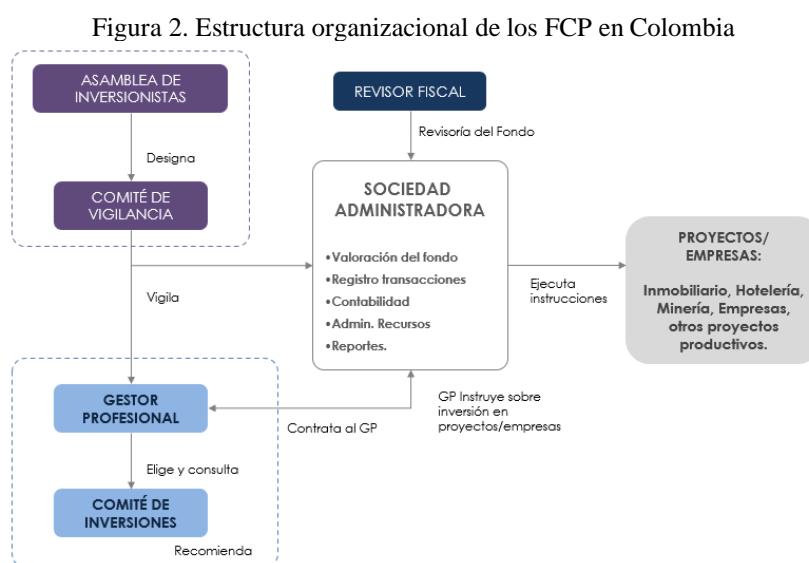 Figura 2. Estructura organizacional de los FCP en Colombia
ASAMBLEA DE
INVERSIONISTAS
REVISOR FISCAL
Revisoría del Fondo
Designa
COMITÉ DE
VIGILANCIA
SOCIEDAD
ADMINISTRADORA
•Valoración del fondo
•Registro transacciones
•Contabilidad
•Admin. Recursos
•Reportes.
Vigila
Ejecuta
instrucciones
PROYECTOS/
EMPRESAS:
Inmobiliario, Hotelería,
Minería, Empresas,
otros proyectos
productivos.
GESTOR
PROFESIONAL
Contrata al GP
GP Instruye sobre
inversión en
proyectos/empresas
Elige y consulta
COMITÉ DE
INVERSIONES
Recomienda